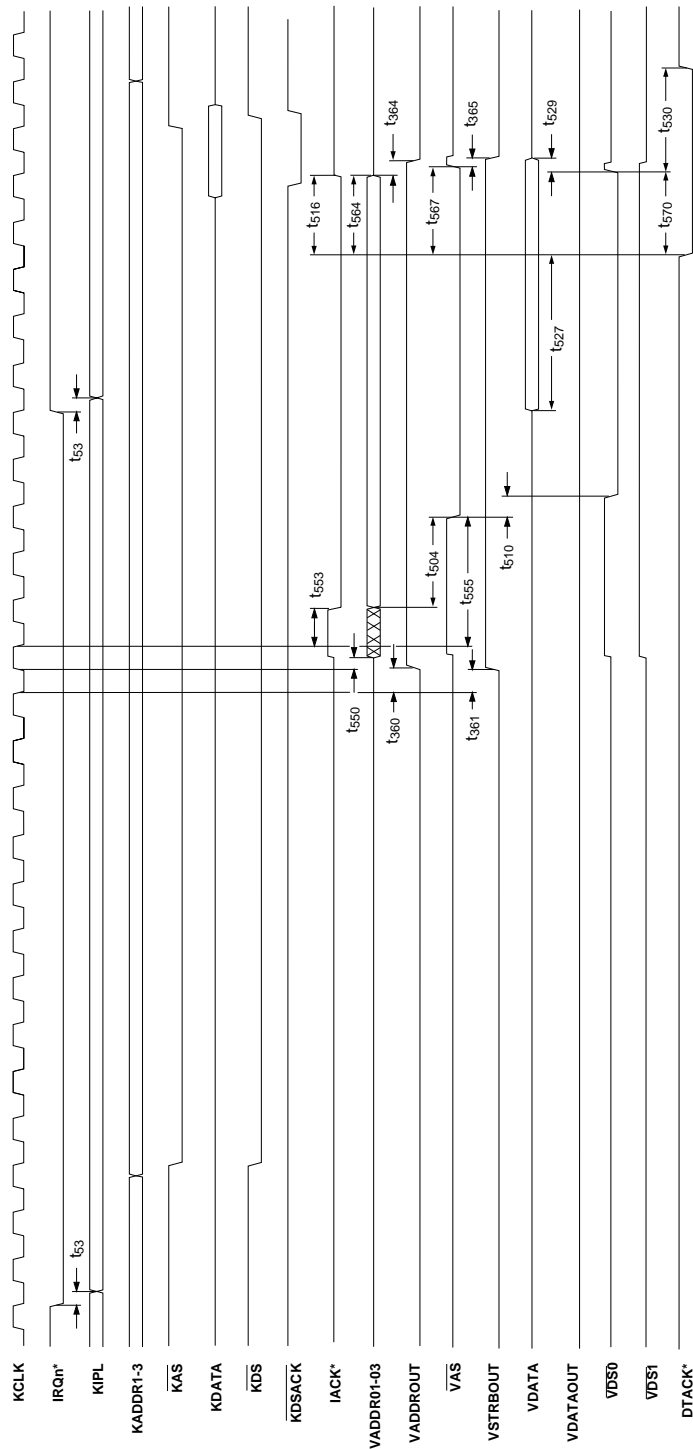 KCLK
IRQn*
t53
t53
KIPL
KADDR1-3
KAS
KDATA
KDS
KDSACK
IACK*
t553
t516
VADDR01-03
t550
t564
t364
VADDROUT
t360
t504
t567
VAS
t555
t365
VSTRBOUT
t361
t510
VDATA
t527
t529
VDATAOUT
VDS0
VDS1
t570
t530
DTACK*